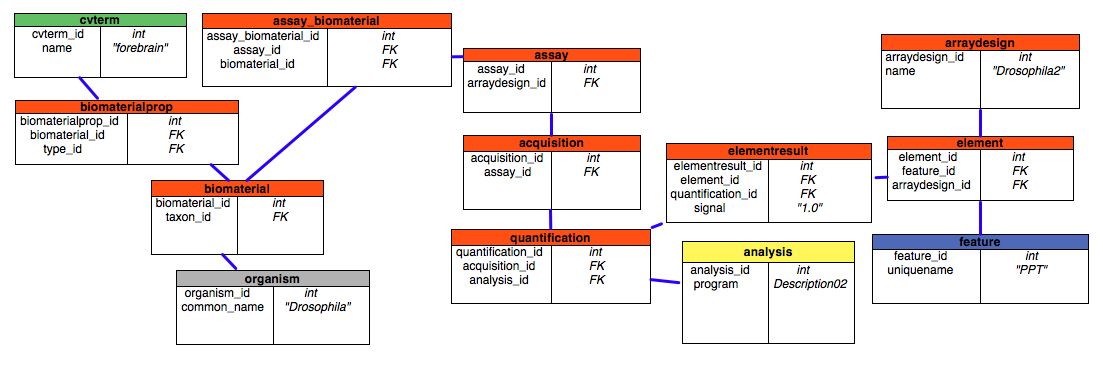 cvterm
cvterm_id int
name "forebrain"
assay_biomaterial
assay_biomaterial_id int
assay_id FK
biomaterial_id FK
assay
assay_id int
arraydesign_id FK
arraydesign
arraydesign_id int
name "Drosophila2"
biomaterialprop
biomaterialprop_id int
biomaterial_id FK
type_id FK
acquisition
acquisition_id int
assay_id FK
elementresult
elementresult_id int
element_id FK
quantification_id FK
signal "1.0"
element
element_id int
feature_id FK
arraydesign_id FK
biomaterial
biomaterial_id int
taxon_id FK
quantification
quantification_id int
acquisition_id FK
analysis_id FK
analysis
analysis_id int
program Description02
feature
feature_id int
uniquename "PPT"
organism
organism_id int
common_name "Drosophila"